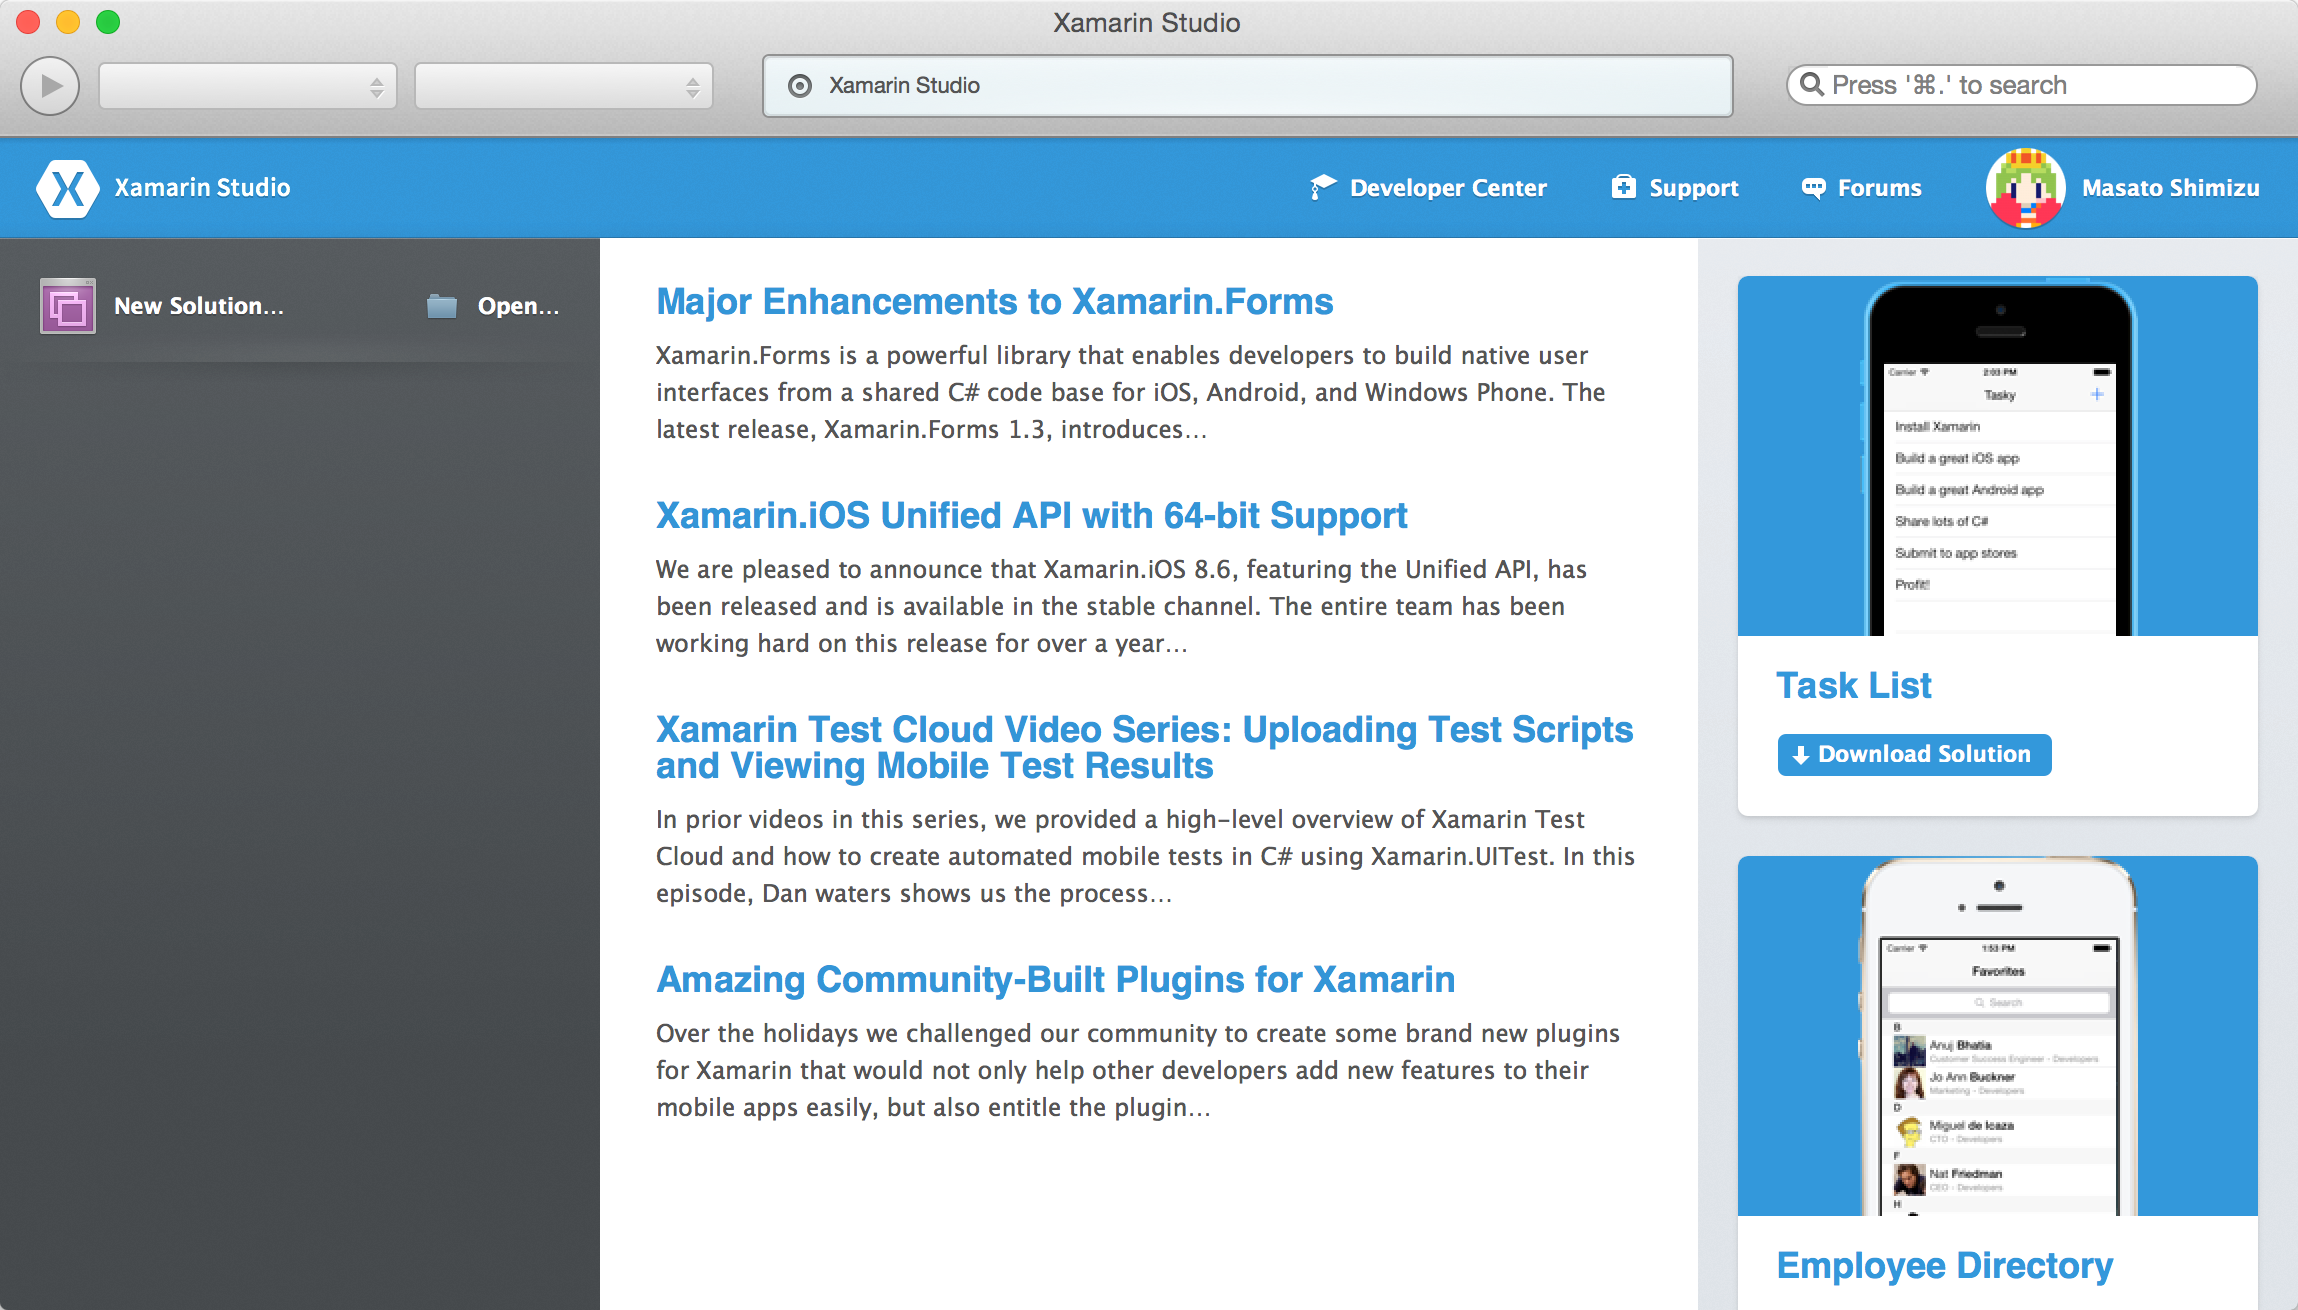 Xamarin Studio
Xamarin Studio
Press '⌘.' to search
Xamarin Studio
Developer Center
Support
Forums
Masato Shimizu
New Solution...
Open...
Major Enhancements to Xamarin.Forms
Xamarin.Forms is a powerful library that enables developers to build native user
interfaces from a shared C# code base for iOS, Android, and Windows Phone. The
latest release, Xamarin.Forms 1.3, introduces...
Xamarin.iOS Unified API with 64-bit Support
We are pleased to announce that Xamarin.iOS 8.6, featuring the Unified API, has
been released and is available in the stable channel. The entire team has been
working hard on this release for over a year...
Xamarin Test Cloud Video Series: Uploading Test Scripts
and Viewing Mobile Test Results
In prior videos in this series, we provided a high-level overview of Xamarin Test
Cloud and how to create automated mobile tests in C# using Xamarin.UITest. In this
episode, Dan waters shows us the process...
Amazing Community-Built Plugins for Xamarin
Over the holidays we challenged our community to create some brand new plugins
for Xamarin that would not only help other developers add new features to their
mobile apps easily, but also entitle the plugin...
Carrier 2:03 PM
Tasky +
Install Xamarin
Build a great iOS app
Build a great Android app
Share lots of C#
Submit to app stores
Profit!
Task List
Download Solution
Carrier 1:53 PM
Favorites
Search
B
Anuj Bhatia
Customer Success Engineer - Developers
Jo Ann Buckner
Marketing - Developers
D
Miguel de Icaza
CTO - Developers
F
Nat Friedman
CEO - Developers
H
Employee Directory